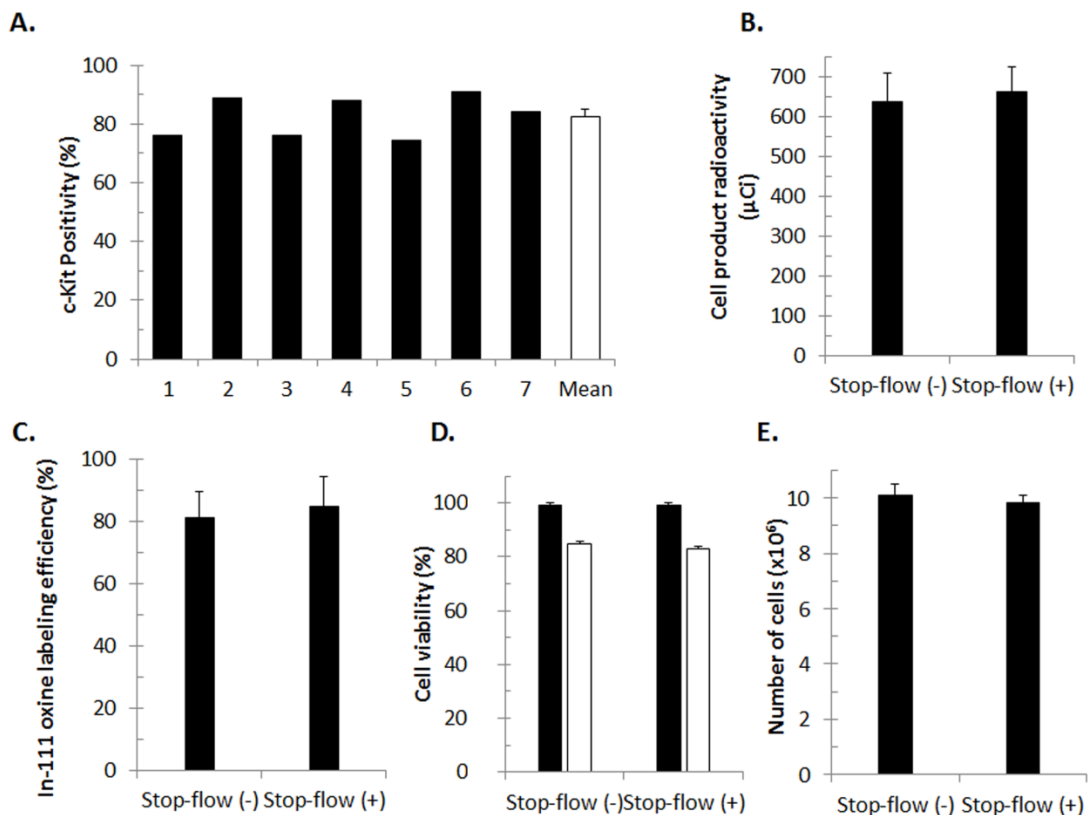 A.
c-Kit Positivity (%)
100
80
60
40
20
0
1 2 3 4 5 6 7 Mean
B.
Cell product radioactivity
(μCi)
700
600
500
400
300
200
100
0
Stop-flow (-) Stop-flow (+)
C.
In-111 oxine labeling efficiency (%)
100
80
60
40
20
0
Stop-flow (-) Stop-flow (+)
D.
Cell viability (%)
100
80
60
40
20
0
Stop-flow (-) Stop-flow (+)
E.
Number of cells (x10⁶)
10
8
6
4
2
0
Stop-flow (-) Stop-flow (+)